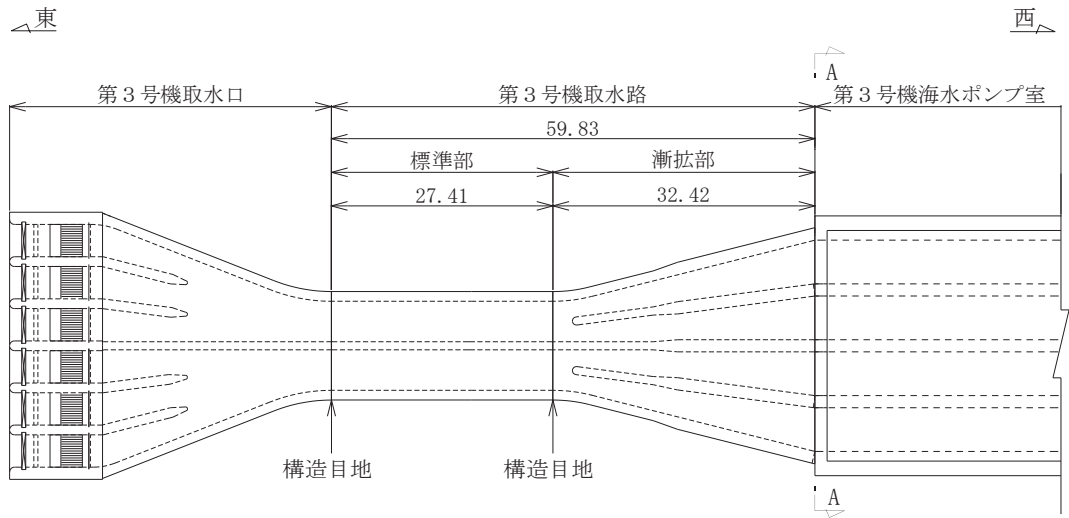 東
西
A
第3号機取水口
第3号機取水路
第3号機海水ポンプ室
59.83
標準部
漸拡部
27.41
32.42
構造目地
構造目地
A